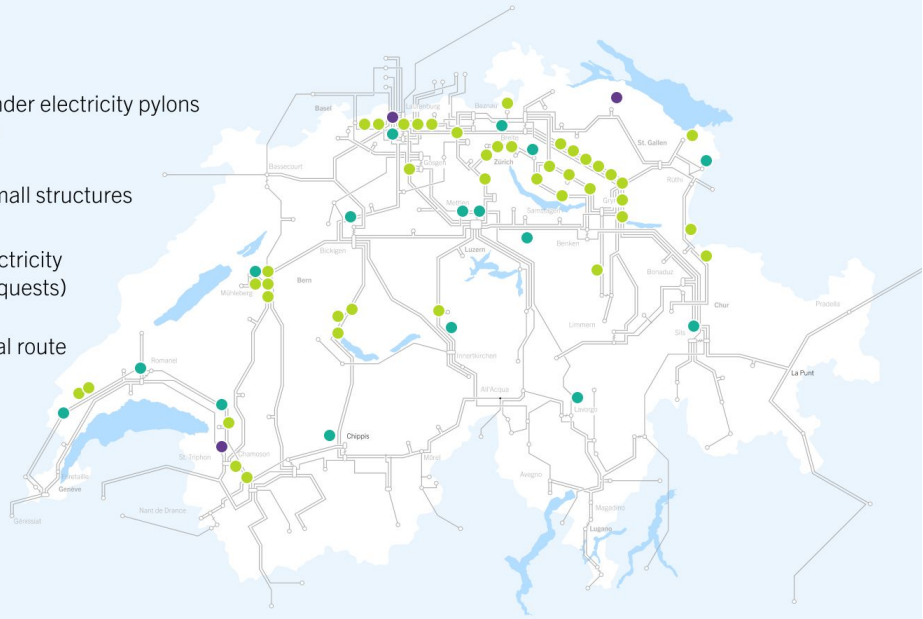 nder electricity pylons
mall structures
ctricity
quests)
al route
Basel
Laufenburg
Beznau
Bassecourt
Zürich
St. Gallen
Rüthi
Mettlen
Benken
Bickigen
Luzern
Bern
Mühleberg
Bonaduz
Chur
Pradella
Limmern
Sils
Innertkirchen
Romanel
La Punt
All'Acqua
Lavorgo
Chippis
St. Triphon
Chamoson
Mörel
Avegno
Genève
Nant de Drance
Magadino
Génissiat
Lugano